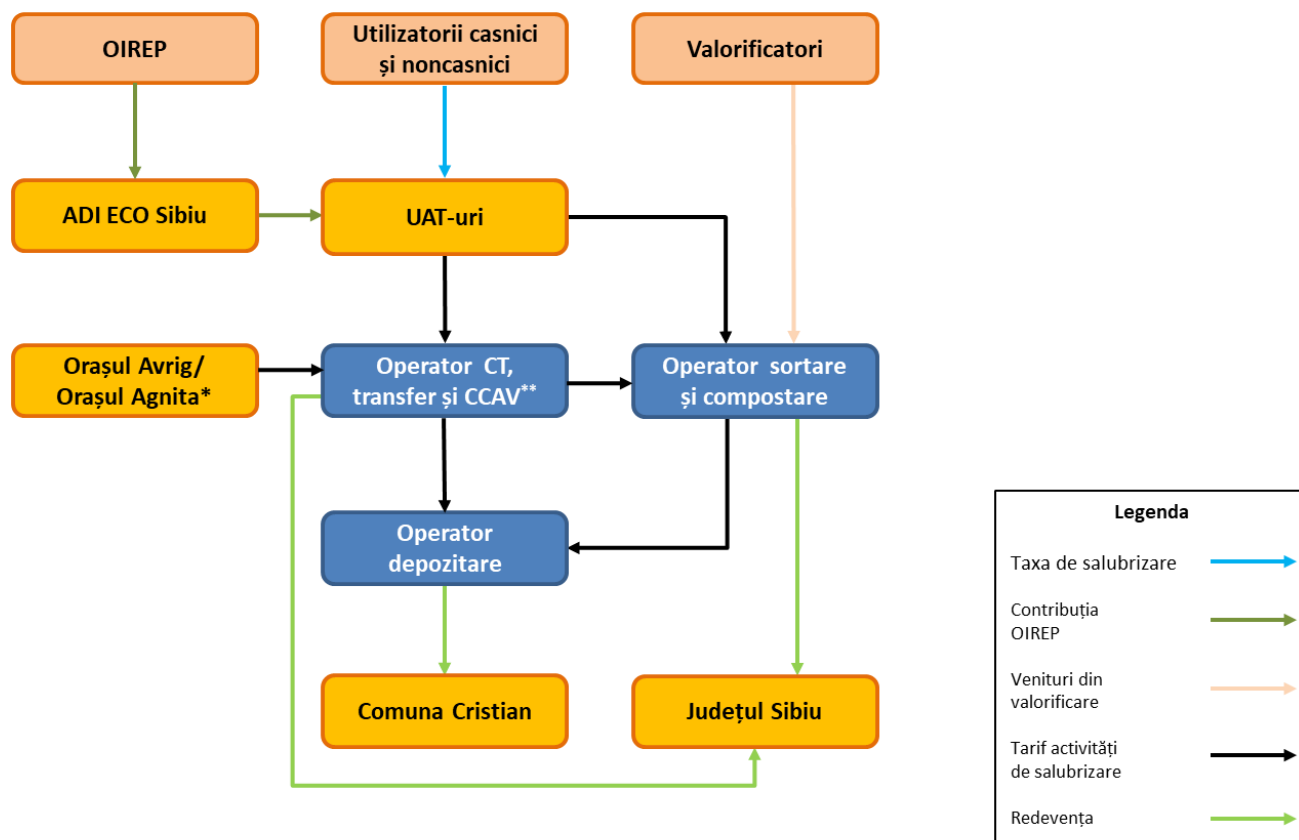 OIREP
Utilizatorii casnici
și noncasnici
Valorificatori
ADI ECO Sibiu
UAT-uri
Orașul Avrig/
Orașul Agnita*
Operator CT,
transfer și CCAV**
Operator sortare
și compostare
Operator
depozitare
Comuna Cristian
Județul Sibiu
Legenda
Taxa de salubrizare
Contribuția
OIREP
Venituri din
valorificare
Tarif activități
de salubrizare
Redevența